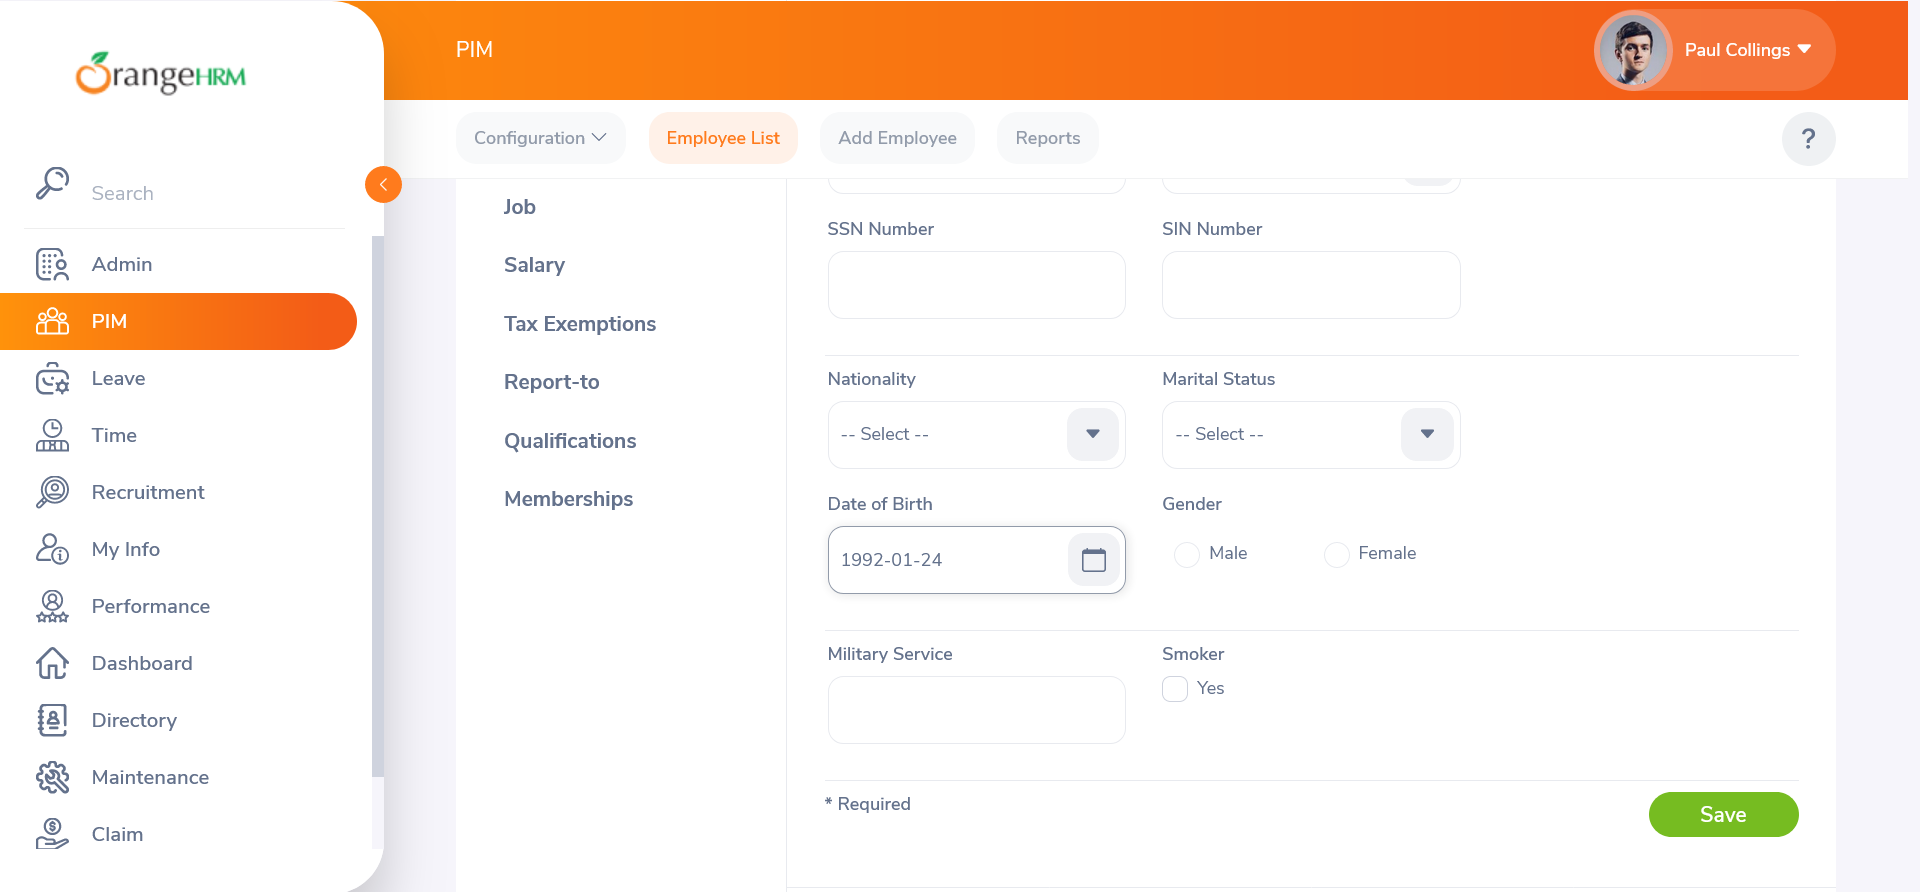 OrangeHRM
PIM
Paul Collings
Configuration
Employee List
Add Employee
Reports
?
Search
Admin
PIM
Leave
Time
Recruitment
My Info
Performance
Dashboard
Directory
Maintenance
Claim
Job
Salary
Tax Exemptions
Report-to
Qualifications
Memberships
SSN Number
SIN Number
Nationality
Marital Status
-- Select --
-- Select --
Date of Birth
Gender
1992-01-24
Male
Female
Military Service
Smoker
Yes
* Required
Save